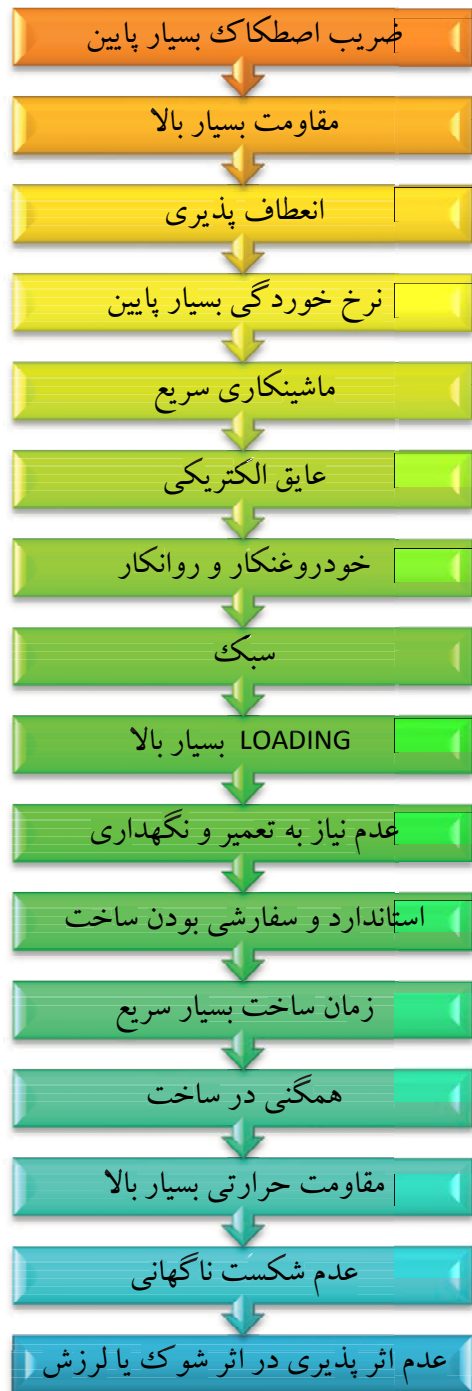 ضریب اصطکاک بسیار پایین
مقاومت بسیار بالا
انعطاف پذیری
نرخ خوردگی بسیار پایین
ماشینکاری سریع
عایق الکتریکی
خودروغنکار و روانکار
سبک
LOADING بسیار بالا
عدم نیاز به تعمیر و نگهداری
استاندارد و سفارشی بودن ساخت
زمان ساخت بسیار سریع
همگنی در ساخت
مقاومت حرارتی بسیار بالا
عدم شکست ناگهانی
عدم اثر پذیری در اثر شوک یا لرزش